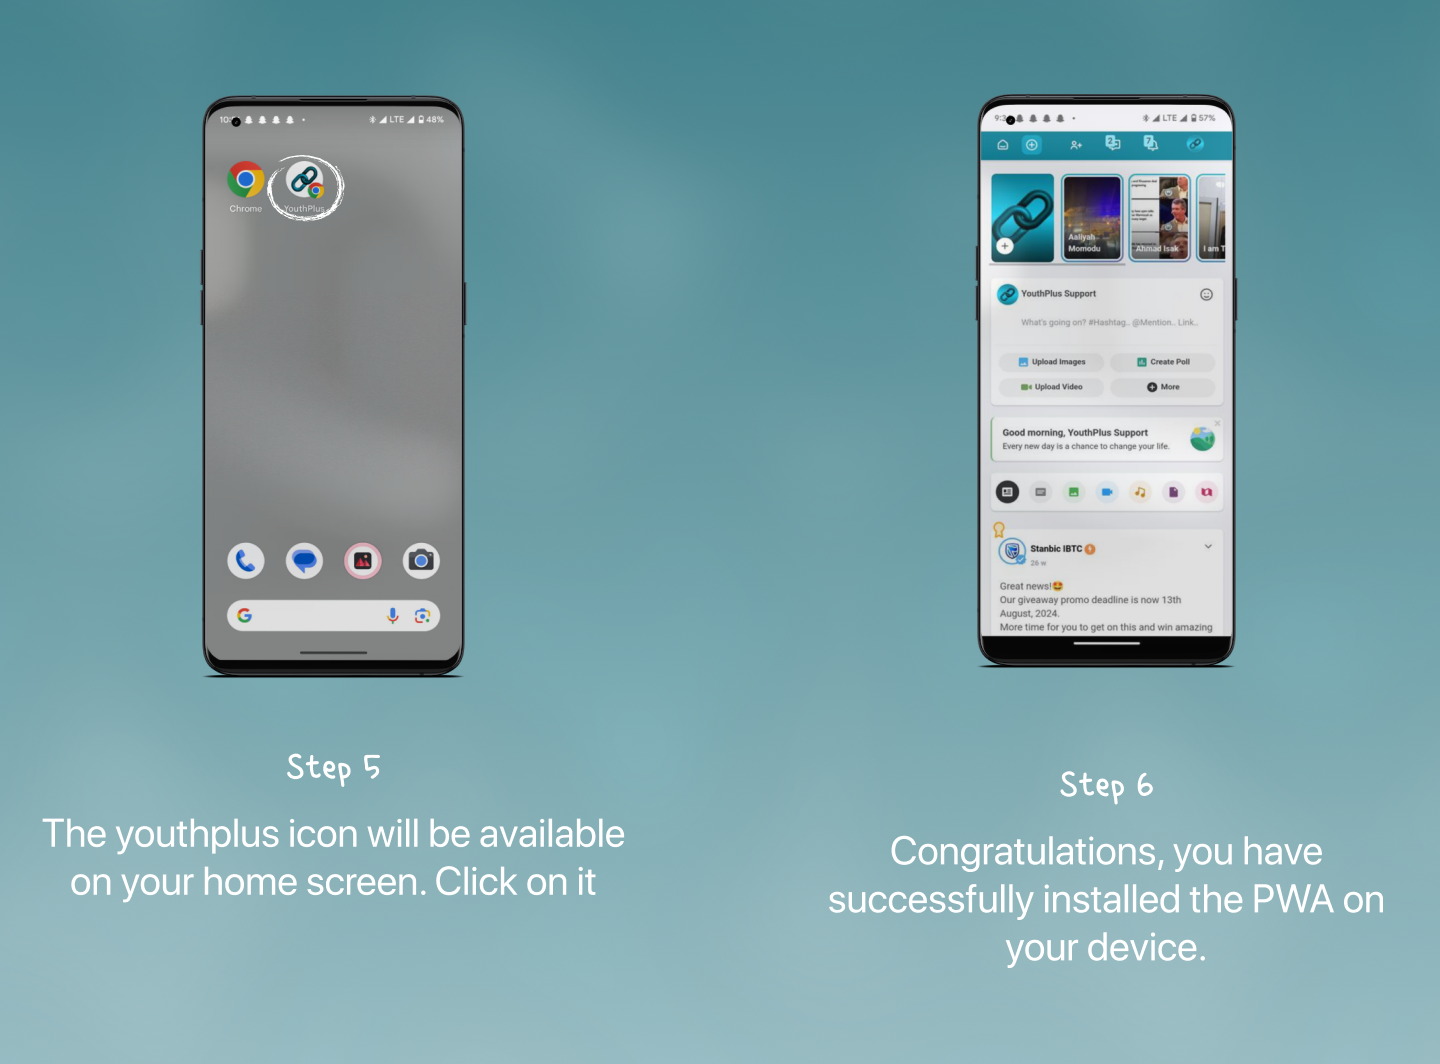 LTE 48%
Chrome
YouthPlus
Step 5
The youthplus icon will be available
on your home screen. Click on it
LTE 57%
2
7
Aaliyah
Momodu
Ahmad Isak
I am T
YouthPlus Support
What's going on? #Hashtag.. @Mention.. Link..
Upload Images
Create Poll
Upload Video
More
Good morning, YouthPlus Support
Every new day is a chance to change your life.
Stanbic IBTC
26 w
Great news!🤩
Our giveaway promo deadline is now 13th
August, 2024.
More time for you to get on this and win amazing
Step 6
Congratulations, you have
successfully installed the PWA on
your device.